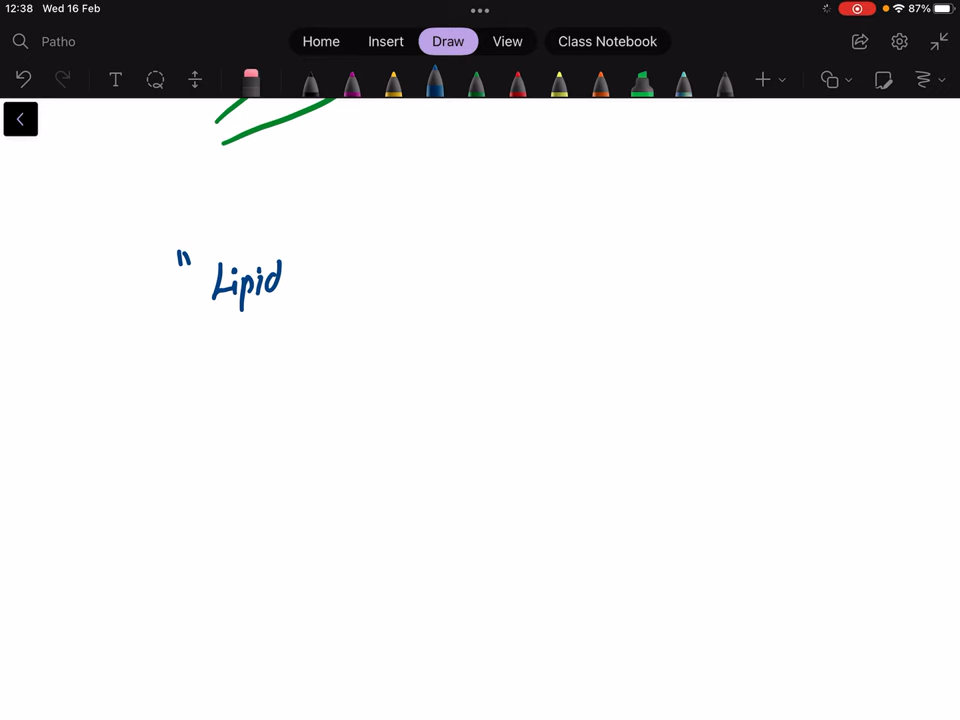 12:38 Wed 16 Feb 87%
Patho Home Insert Draw View Class Notebook
T
" Lipid